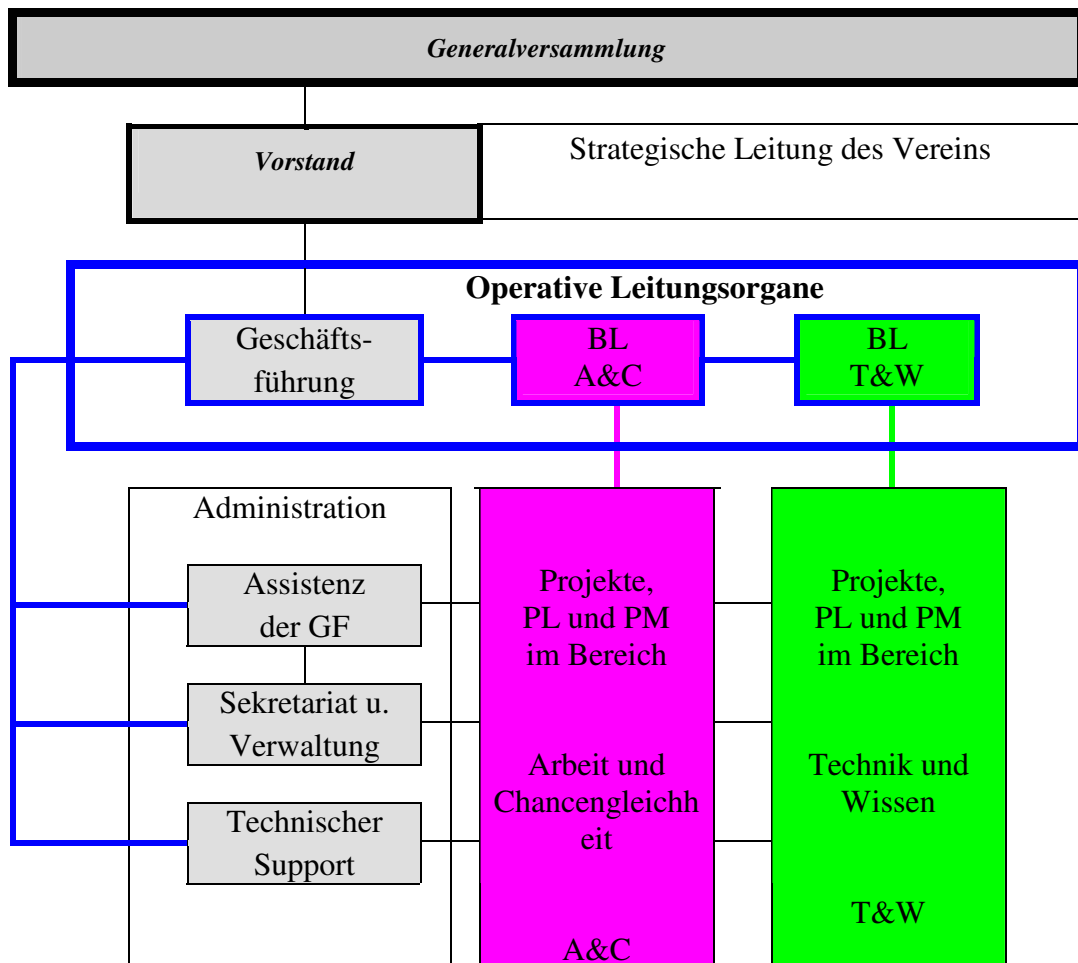 Generalversammlung
Vorstand
Strategische Leitung des Vereins
Operative Leitungsorgane
Geschäfts-
führung
BL
A&C
BL
T&W
Administration
Assistenz
der GF
Sekretariat u.
Verwaltung
Technischer
Support
Projekte,
PL und PM
im Bereich
Arbeit und
Chancengleichh
eit
A&C
Projekte,
PL und PM
im Bereich
Technik und
Wissen
T&W